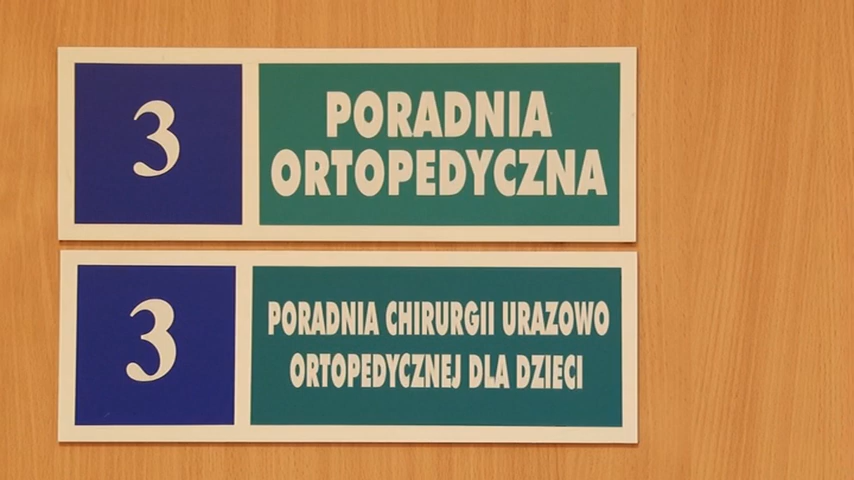 3
PORADNIA
ORTOPEDYCZNA
3
PORADNIA CHIRURGII URAZOWO
ORTOPEDYCZNEJ DLA DZIECI